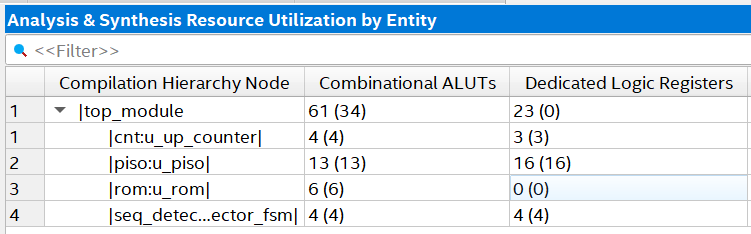 Analysis & Synthesis Resource Utilization by Entity
<<Filter>>
Compilation Hierarchy Node Combinational ALUTs Dedicated Logic Registers
1 |top_module 61 (34) 23 (0)
1 |cnt:u_up_counter| 4 (4) 3 (3)
2 |piso:u_piso| 13 (13) 16 (16)
3 |rom:u_rom| 6 (6) 0 (0)
4 |seq_detec...ector_fsm| 4 (4) 4 (4)